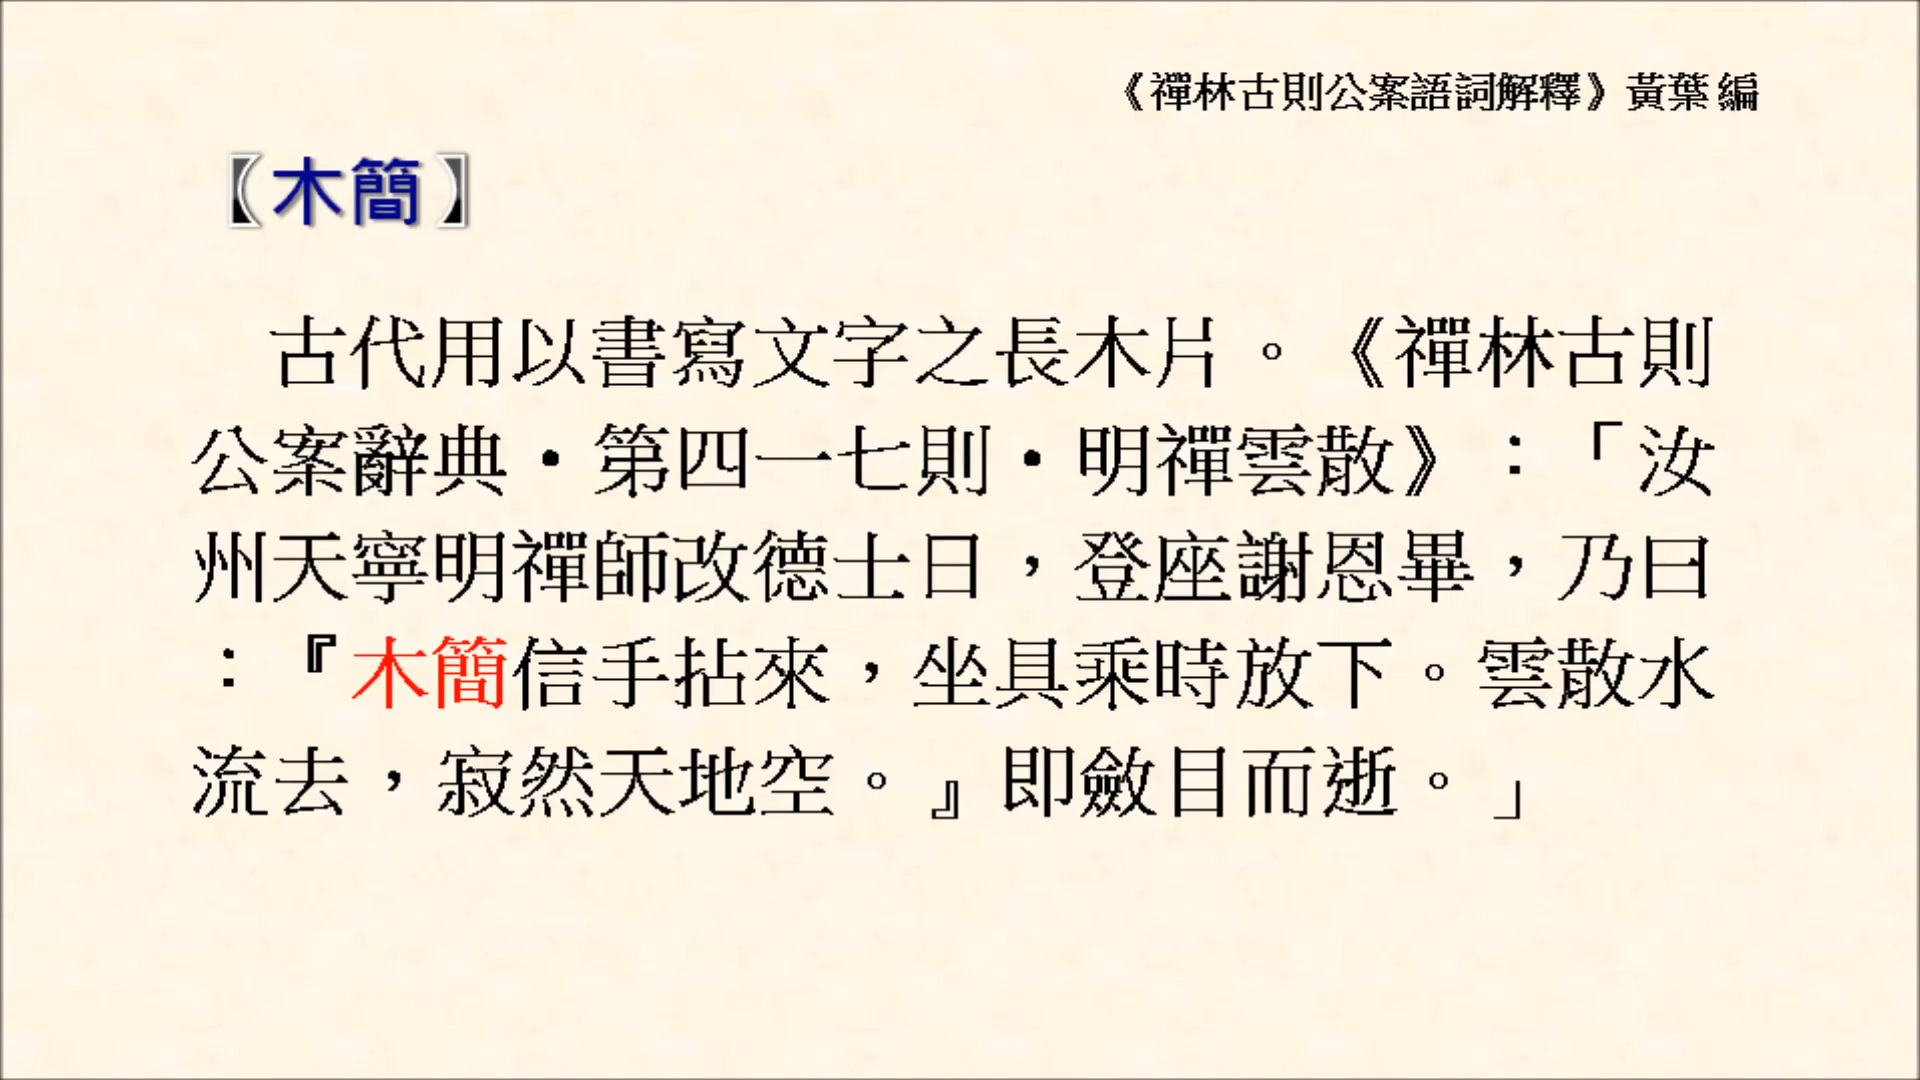 《禪林古則公案語詞解釋》黃葉 編
【木簡】
古代用以書寫文字之長木片。《禪林古則
公案辭典・第四一七則・明禪雲散》:「汝
州天寧明禪師改德士日，登座謝恩畢，乃曰
:『木簡信手拈來，坐具乘時放下。雲散水
流去，寂然天地空。』即斂目而逝。」